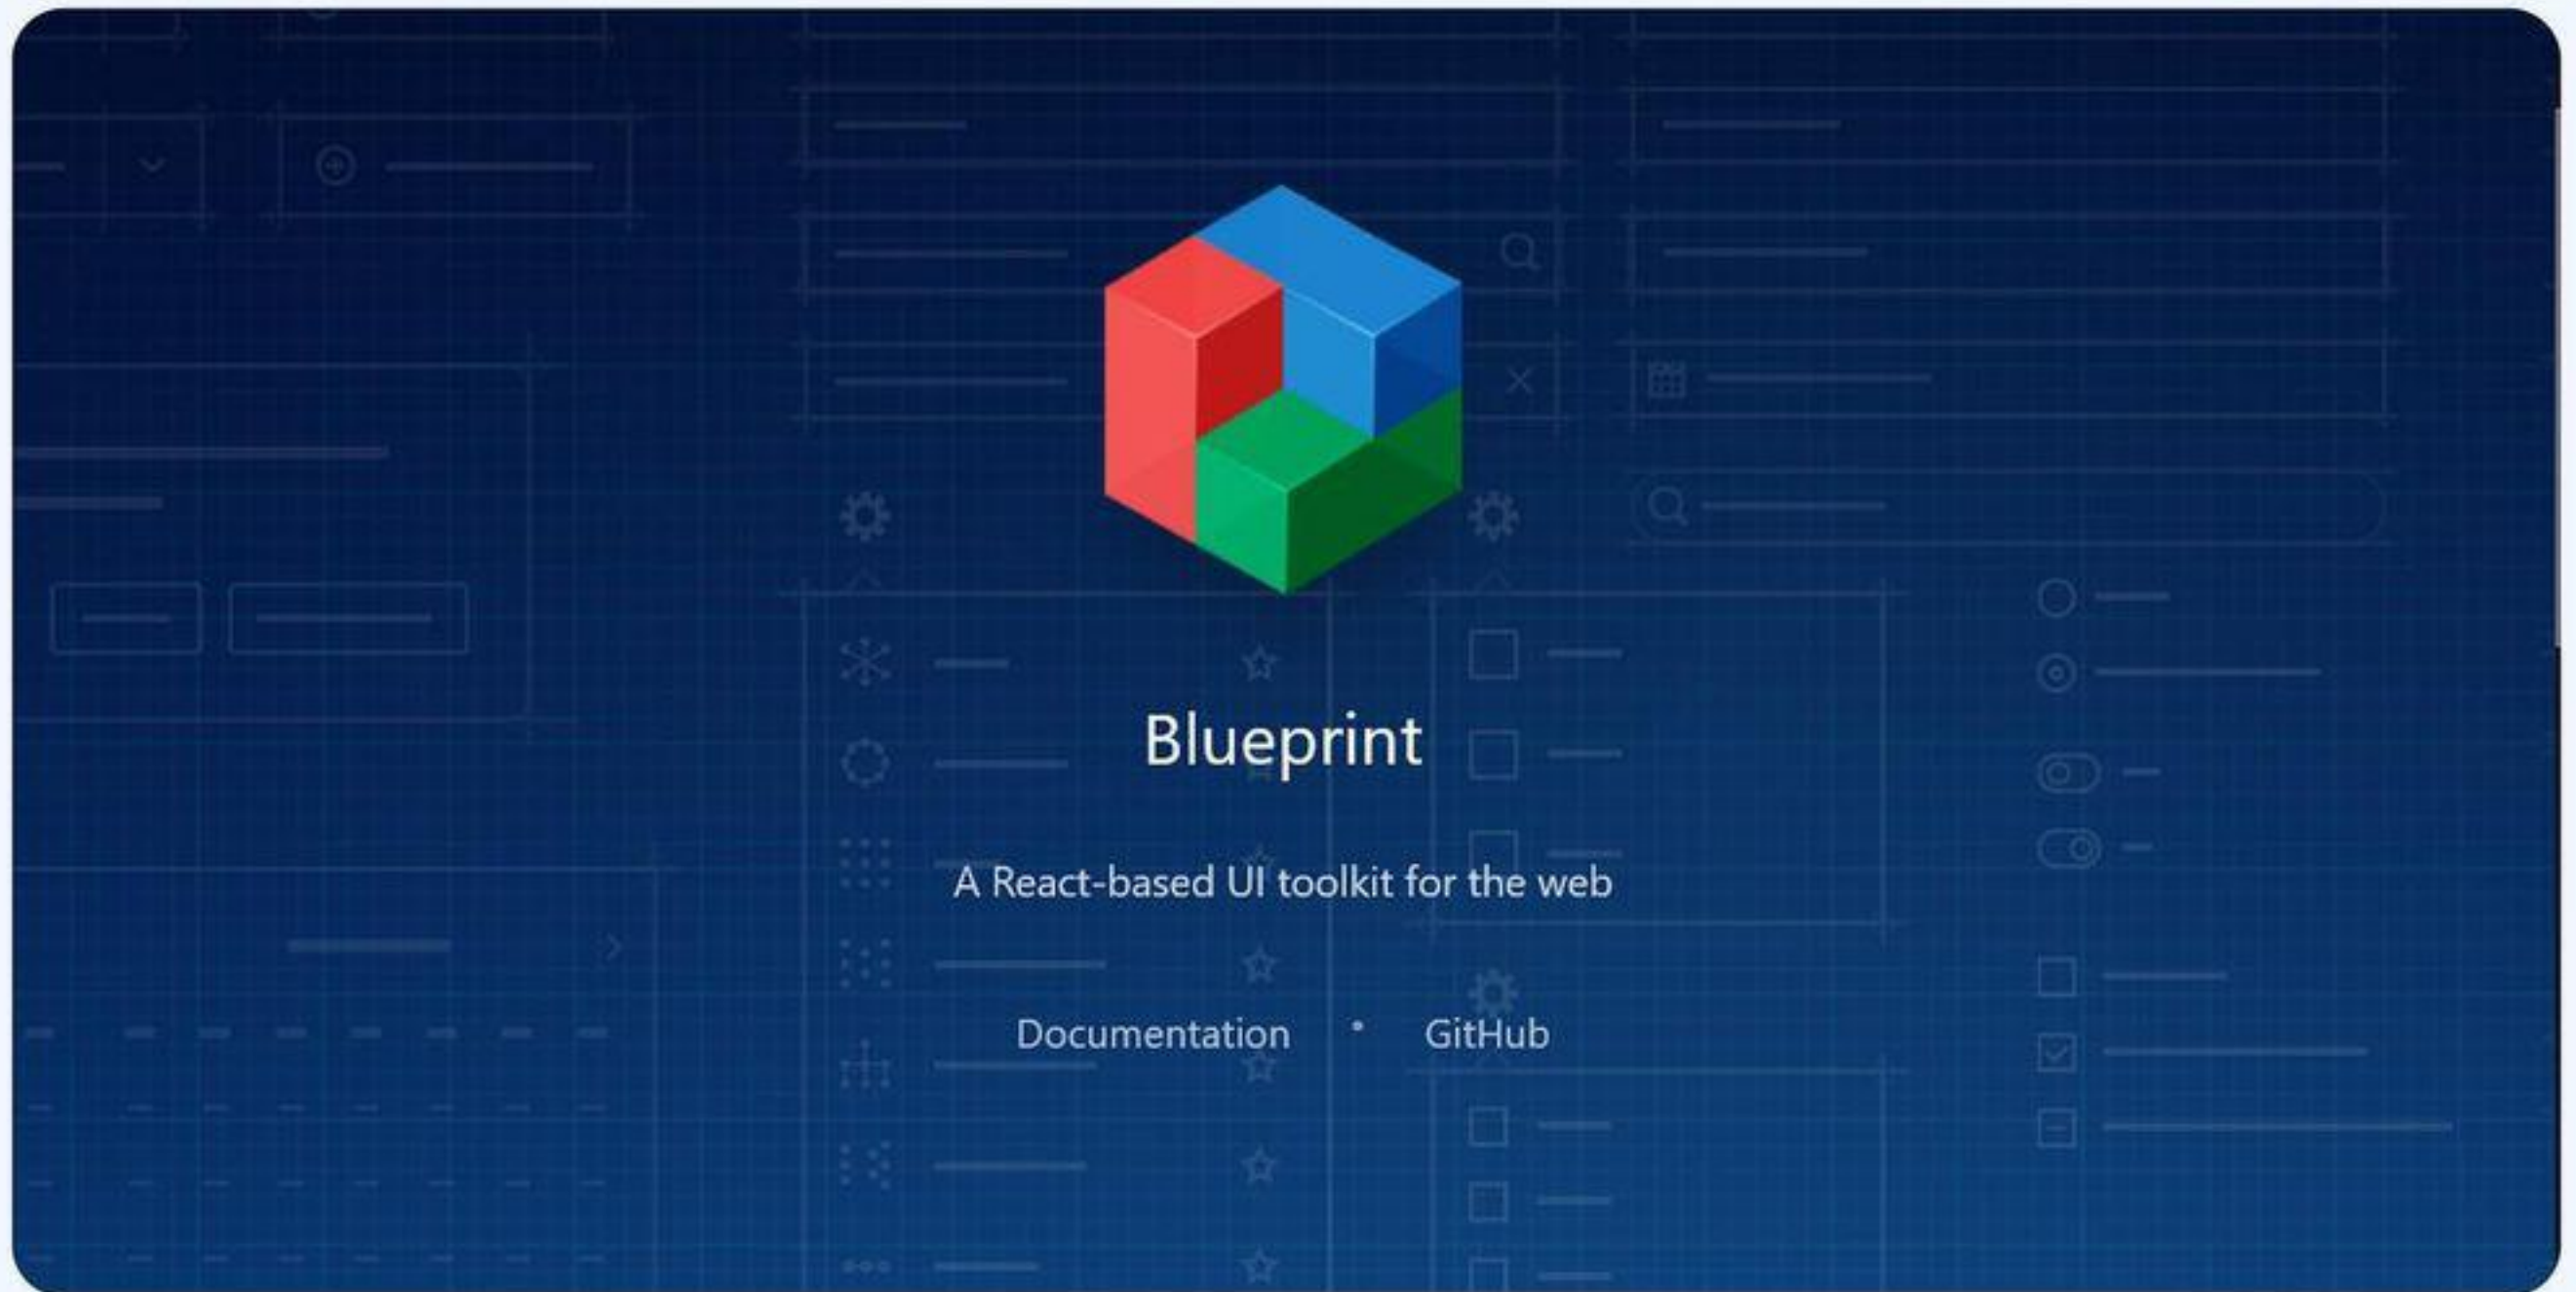 Blueprint
A React-based UI toolkit for the web
Documentation • GitHub